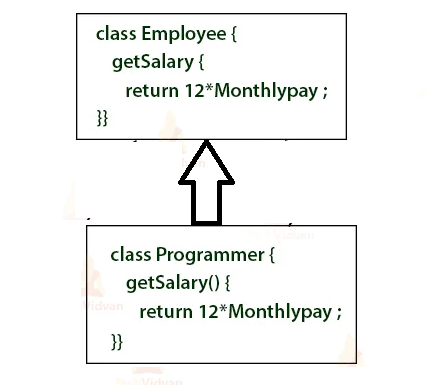 class Employee {
getSalary {
return 12*Monthlypay ;
}}
class Programmer {
getSalary() {
return 12*Monthlypay ;
}}